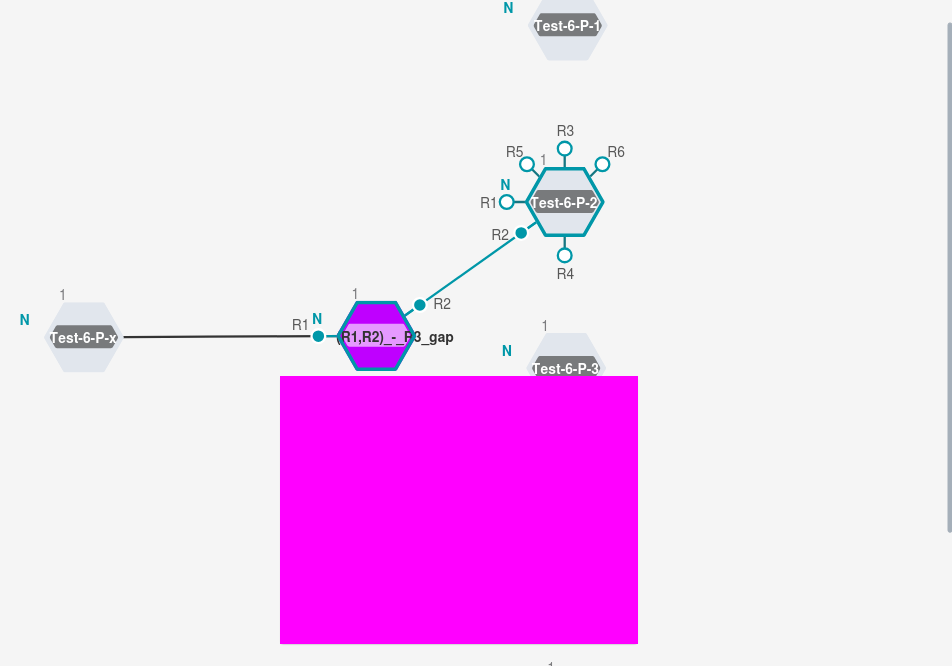 N
Test-6-P-1
R3
R5
1
R6
N
R1
Test-6-P-2
R2
R4
1
1
R2
N
N
R1
1
Test-6-P-x
(R1,R2)_-_R3_gap
N
Test-6-P-3